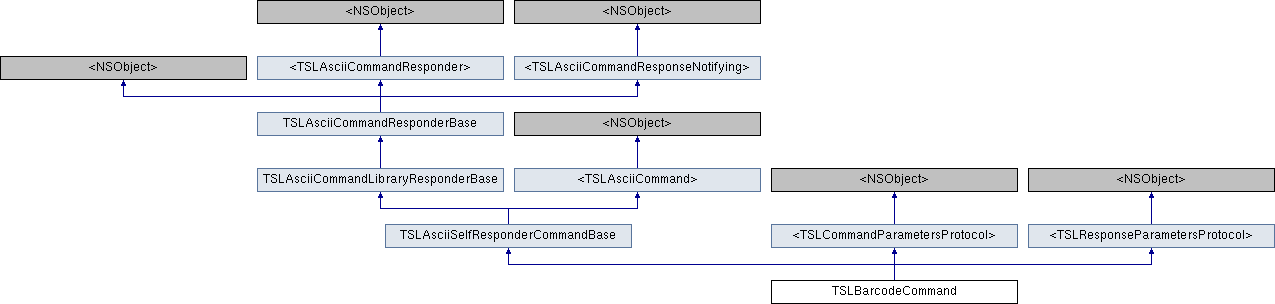 <NSObject>
<NSObject>
<NSObject>
<TSLAsciiCommandResponder>
<TSLAsciiCommandResponseNotifying>
TSLAsciiCommandResponderBase
<NSObject>
TSLAsciiCommandLibraryResponderBase
<TSLAsciiCommand>
<NSObject>
<NSObject>
TSLAsciiSelfResponderCommandBase
<TSLCommandParametersProtocol>
<TSLResponseParametersProtocol>
TSLBarcodeCommand